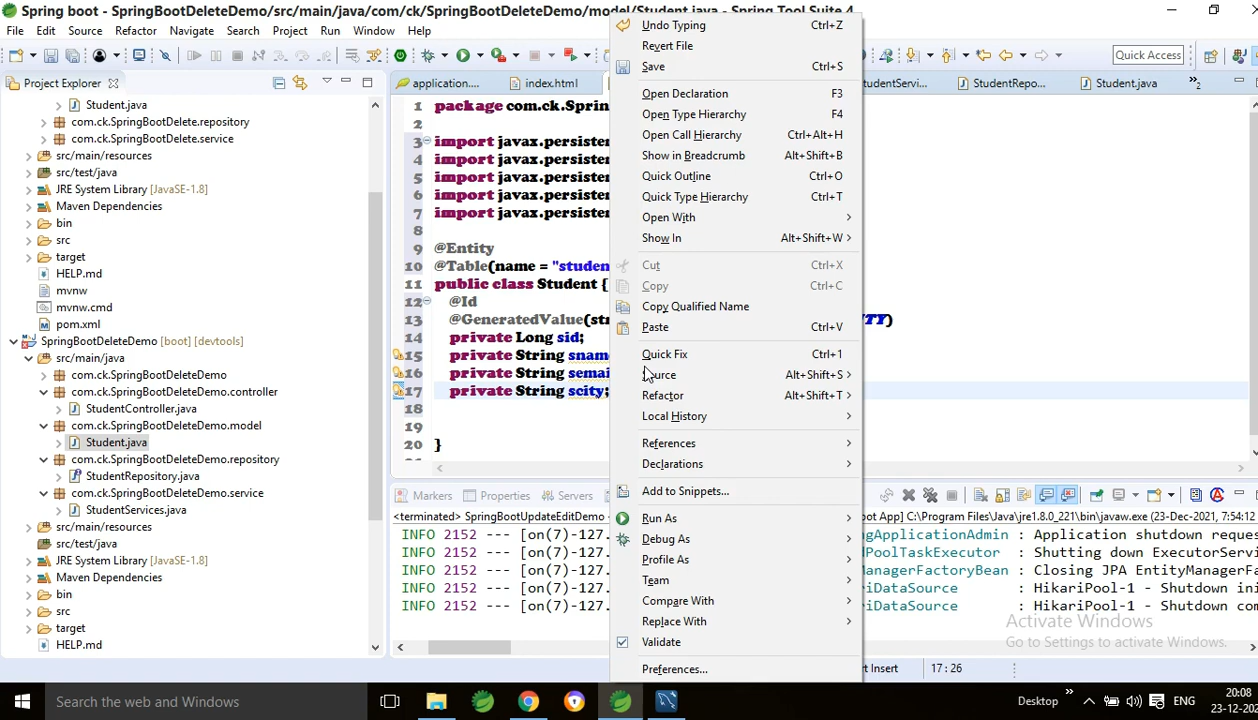 Spring boot - SpringBootDeleteDemo/src/main/java/com/ck/SpringBootDeleteDemo/model/Student.java - Spring Tool Suite 4
File Edit Source Refactor Navigate Search Project Run Window Help
Quick Access
Project Explorer
application....
index.html
tudentServi...
StudentRepo...
Student.java
»2
Student.java
com.ck.SpringBootDelete.repository
com.ck.SpringBootDelete.service
src/main/resources
src/test/java
JRE System Library [JavaSE-1.8]
Maven Dependencies
bin
src
target
HELP.md
mvnw
mvnw.cmd
pom.xml
SpringBootDeleteDemo [boot] [devtools]
src/main/java
com.ck.SpringBootDeleteDemo
com.ck.SpringBootDeleteDemo.controller
StudentController.java
com.ck.SpringBootDeleteDemo.model
Student.java
com.ck.SpringBootDeleteDemo.repository
StudentRepository.java
com.ck.SpringBootDeleteDemo.service
StudentServices.java
src/main/resources
src/test/java
JRE System Library [JavaSE-1.8]
Maven Dependencies
bin
src
target
HELP.md
1 package com.ck.Sprin
2
3 import javax.persister
4 import javax.persister
5 import javax.persister
6 import javax.persister
7 import javax.persister
8
9 @Entity
10 @Table(name = "studen
11 public class Student {
12 @Id
13 @GeneratedValue(str ITY)
14 private Long sid;
15 private String snam
16 private String semai
17 private String scity;
18
19
20 }
Undo Typing Ctrl+Z
Revert File
Save Ctrl+S
Open Declaration F3
Open Type Hierarchy F4
Open Call Hierarchy Ctrl+Alt+H
Show in Breadcrumb Alt+Shift+B
Quick Outline Ctrl+O
Quick Type Hierarchy Ctrl+T
Open With
Show In Alt+Shift+W
Cut Ctrl+X
Copy Ctrl+C
Copy Qualified Name
Paste Ctrl+V
Quick Fix Ctrl+1
Source Alt+Shift+S
Refactor Alt+Shift+T
Local History
References
Declarations
Add to Snippets...
Run As
Debug As
Profile As
Team
Compare With
Replace With
Validate
Preferences...
Markers Properties Servers
<terminated> SpringBootUpdateEditDemo
ot App] C:\Program Files\Java\jre1.8.0_221\bin\javaw.exe (23-Dec-2021, 7:54:12
INFO 2152 --- [on(7)-127. ngApplicationAdmin : Application shutdown reque
INFO 2152 --- [on(7)-127. dPoolTaskExecutor : Shutting down ExecutorServi
INFO 2152 --- [on(7)-127. ManagerFactoryBean : Closing JPA EntityManagerFa
INFO 2152 --- [on(7)-127. riDataSource : HikariPool-1 - Shutdown ini
INFO 2152 --- [on(7)-127. riDataSource : HikariPool-1 - Shutdown com
Activate Windows
Go to Settings to activate Windows.
rt Insert 17 : 26
Search the web and Windows
Desktop
ENG
20:08
23-12-202